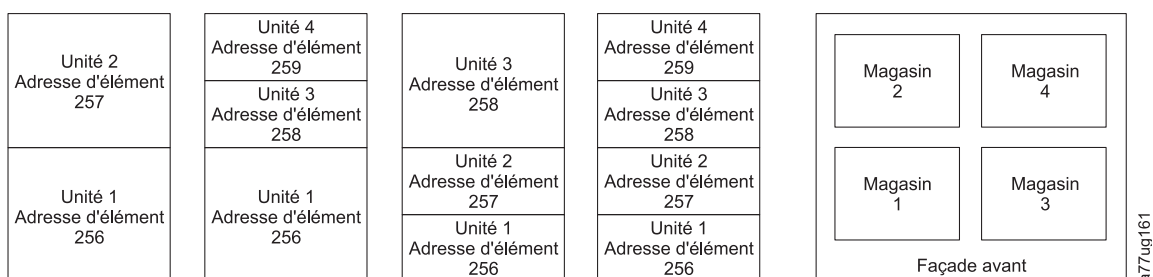 Unité 2
Adresse d'élément
257
Unité 1
Adresse d'élément
256
Unité 4
Adresse d'élément
259
Unité 3
Adresse d'élément
258
Unité 1
Adresse d'élément
256
Unité 3
Adresse d'élément
258
Unité 2
Adresse d'élément
257
Unité 1
Adresse d'élément
256
Unité 4
Adresse d'élément
259
Unité 3
Adresse d'élément
258
Unité 2
Adresse d'élément
257
Unité 1
Adresse d'élément
256
Magasin
2
Magasin
4
Magasin
1
Magasin
3
Façade avant
a77ug161